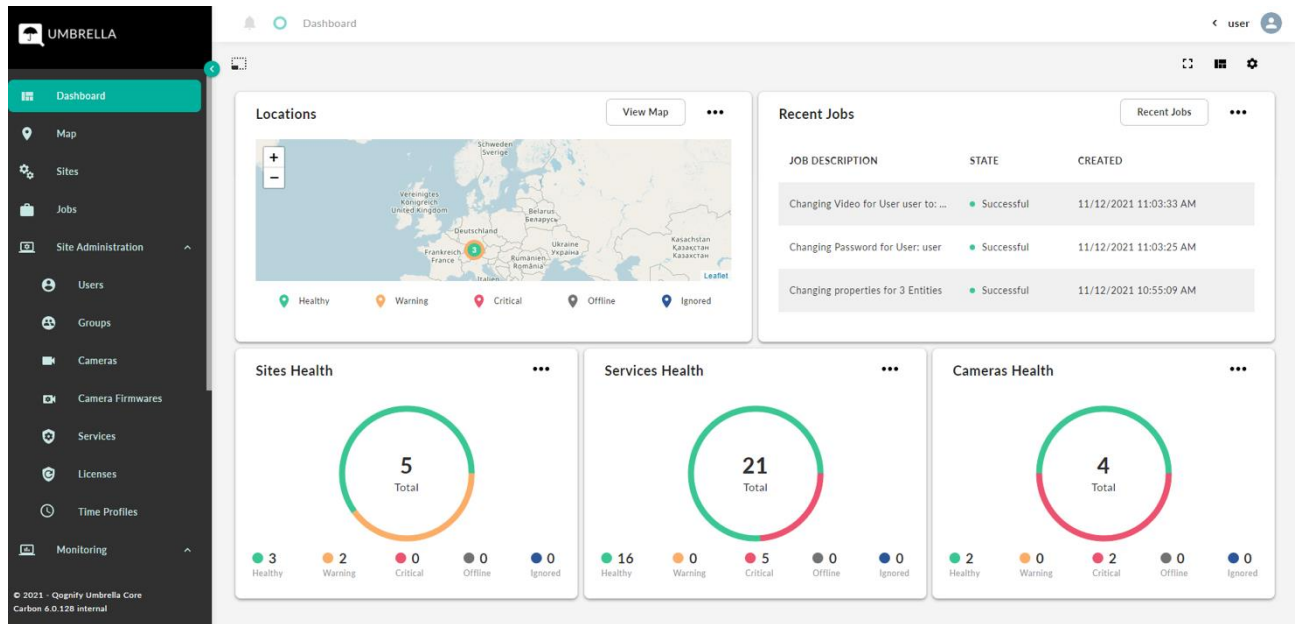 UMBRELLA
Dashboard
user
Dashboard
Map
Sites
Jobs
Site Administration
Users
Groups
Cameras
Camera Firmwares
Services
Licenses
Time Profiles
Monitoring
© 2021 - Qognify Umbrella Core
Carbon 6.0.128 internal
Locations
View Map
+
−
Schweden
Sverige
Vereinigtes
Königreich
United Kingdom
Belarus
Беларусь
Deutschland
Frankreich
France
3
Ukraine
Україна
Rumänien
România
Italien
Kasachstan
Қазақстан
Казахстан
Leaflet
Healthy Warning Critical Offline Ignored
Recent Jobs
Recent Jobs
JOB DESCRIPTION STATE CREATED
Changing Video for User user to: ... Successful 11/12/2021 11:03:33 AM
Changing Password for User: user Successful 11/12/2021 11:03:25 AM
Changing properties for 3 Entities Successful 11/12/2021 10:55:09 AM
Sites Health
5
Total
3 2 0 0 0
Healthy Warning Critical Offline Ignored
Services Health
21
Total
16 0 5 0 0
Healthy Warning Critical Offline Ignored
Cameras Health
4
Total
2 0 2 0 0
Healthy Warning Critical Offline Ignored